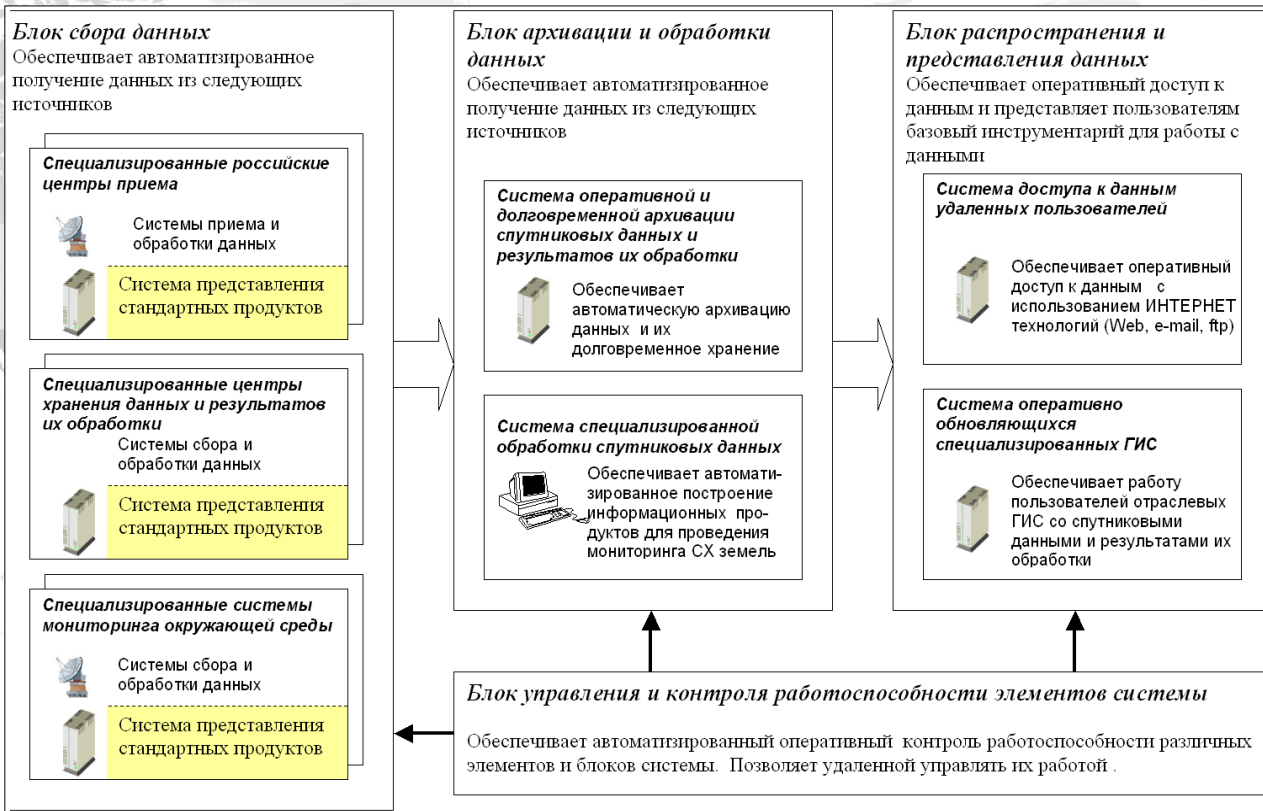 Блок сбора данных
Обеспечивает автоматизированное
получение данных из следующих
источников
Специализированные российские
центры приема
Системы приема и
обработки данных
Система представления
стандартных продуктов
Специализированные центры
хранения данных и результатов
их обработки
Системы сбора и
обработки данных
Система представления
стандартных продуктов
Специализированные системы
мониторинга окружающей среды
Системы сбора и
обработки данных
Система представления
стандартных продуктов
Блок архивации и обработки
данных
Обеспечивает автоматизированное
получение данных из следующих
источников
Система оперативной и
долговременной архивации
спутниковых данных и
результатов их обработки
Обеспечивает
автоматическую архивацию
данных и их
долговременное хранение
Система специализированной
обработки спутниковых данных
Обеспечивает автомати-
зированное построение
информационных про-
дуктов для проведения
мониторинга СХ земель
Блок распространения и
представления данных
Обеспечивает оперативный доступ к
данным и представляет пользователям
базовый инструментарий для работы с
данными
Система доступа к данным
удаленных пользователей
Обеспечивает оперативный
доступ к данным с
использованием ИНТЕРНЕТ
технологий (Web, e-mail, ftp)
Система оперативно
обновляющихся
специализированных ГИС
Обеспечивает работу
пользователей отраслевых
ГИС со спутниковыми
данными и результатами их
обработки
Блок управления и контроля работоспособности элементов системы
Обеспечивает автоматизированный оперативный контроль работоспособности различных
элементов и блоков системы. Позволяет удаленной управлять их работой .